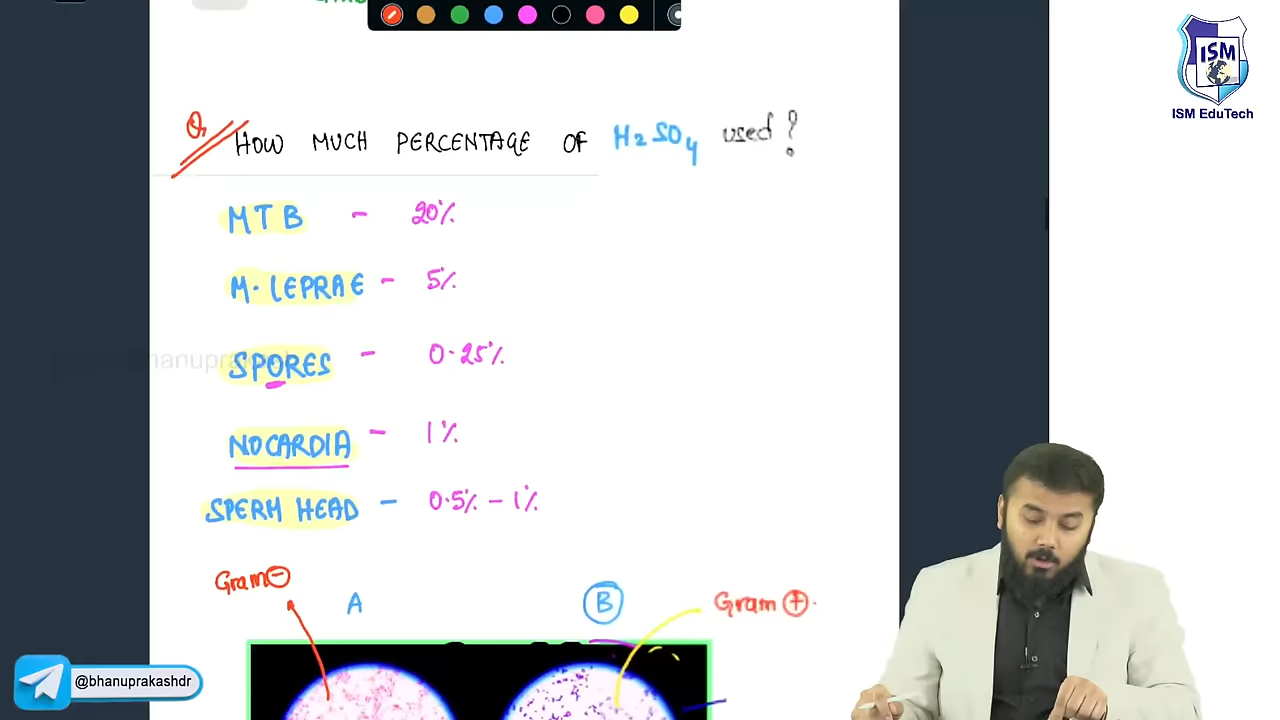 ISM
ISM EduTech
Q, HOW MUCH PERCENTAGE OF H2SO4 used?
MTB - 20%
M. LEPRAE - 5%
SPORES - 0.25%
NOCARDIA - 1%
SPERM HEAD - 0.5% - 1%
Gram⊖
A
B
Gram⊕
@bhanuprakashdr